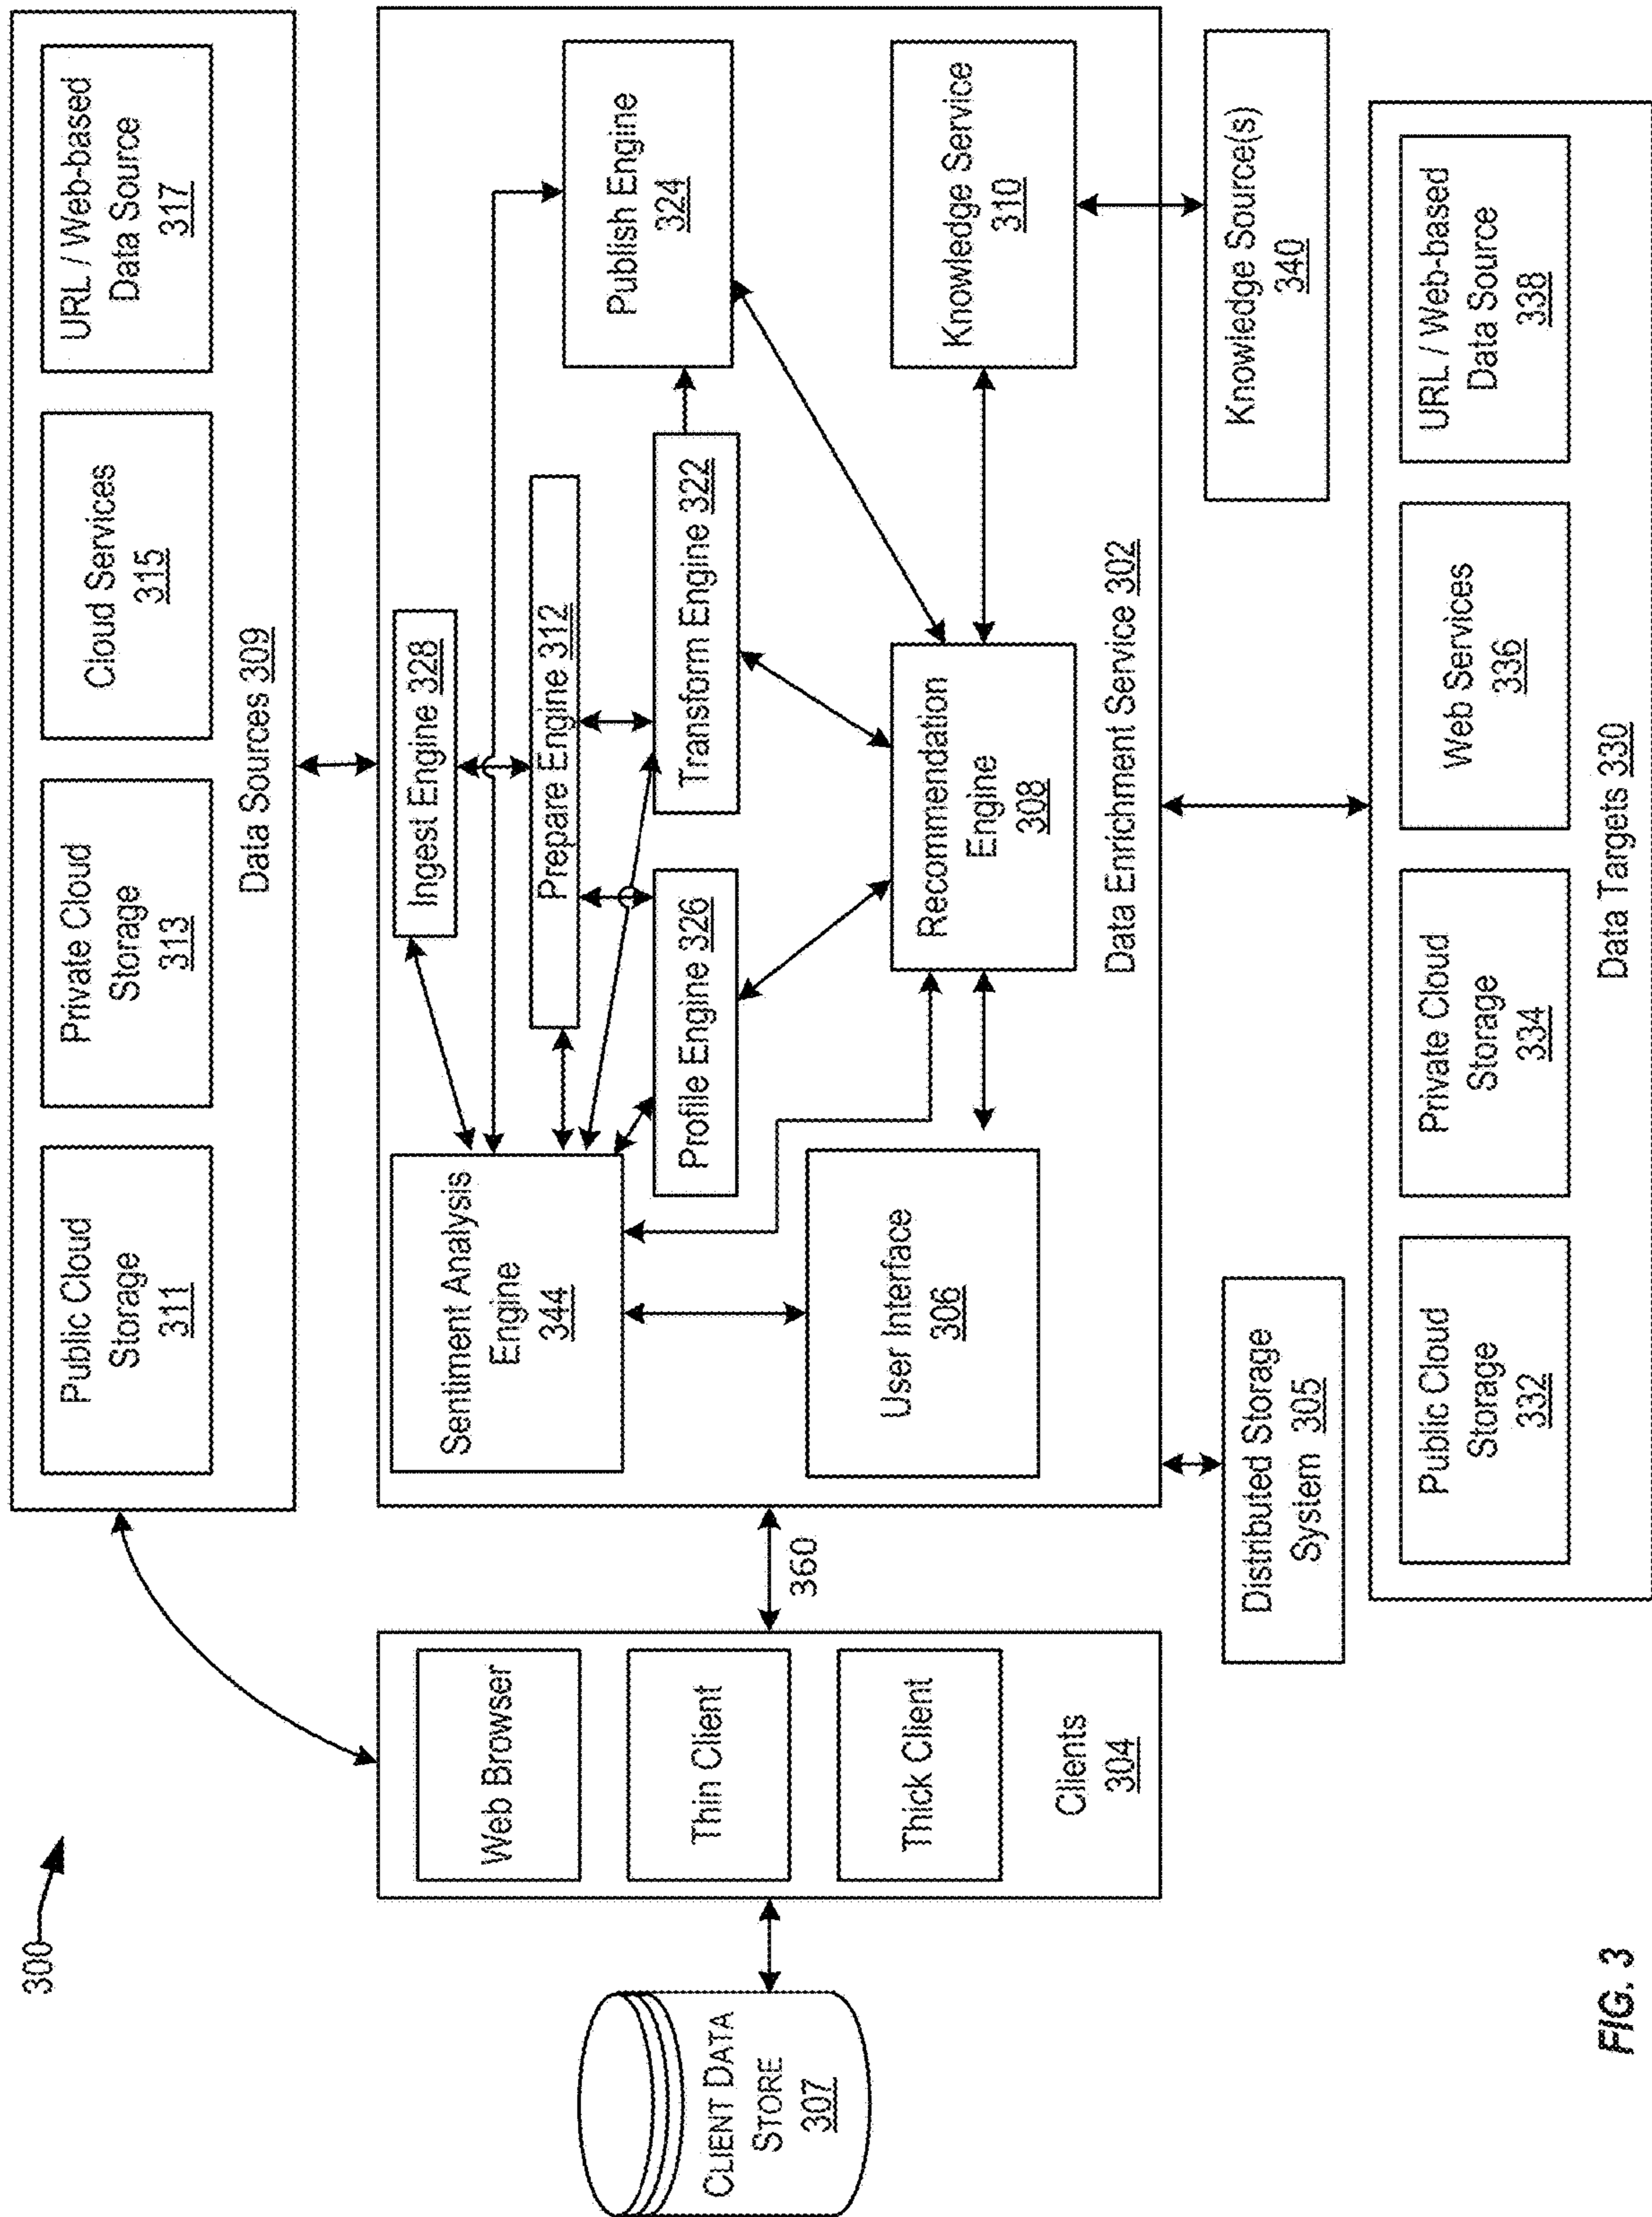 300
Public Cloud
Storage
311
Private Cloud
Storage
313
Cloud Services
315
URL / Web-based
Data Source
317
Data Sources 309
CLIENT DATA
STORE
307
Web Browser
Thin Client
Thick Client
Clients
304
360
Sentiment Analysis
Engine
344
Ingest Engine 328
Prepare Engine 312
Profile Engine 326
Transform Engine 322
Publish Engine
324
User Interface
306
Recommendation
Engine
308
Knowledge Service
310
Data Enrichment Service 302
Distributed Storage
System 305
Knowledge Source(s)
340
Public Cloud
Storage
332
Private Cloud
Storage
334
Web Services
336
URL / Web-based
Data Source
338
Data Targets 330
FIG. 3